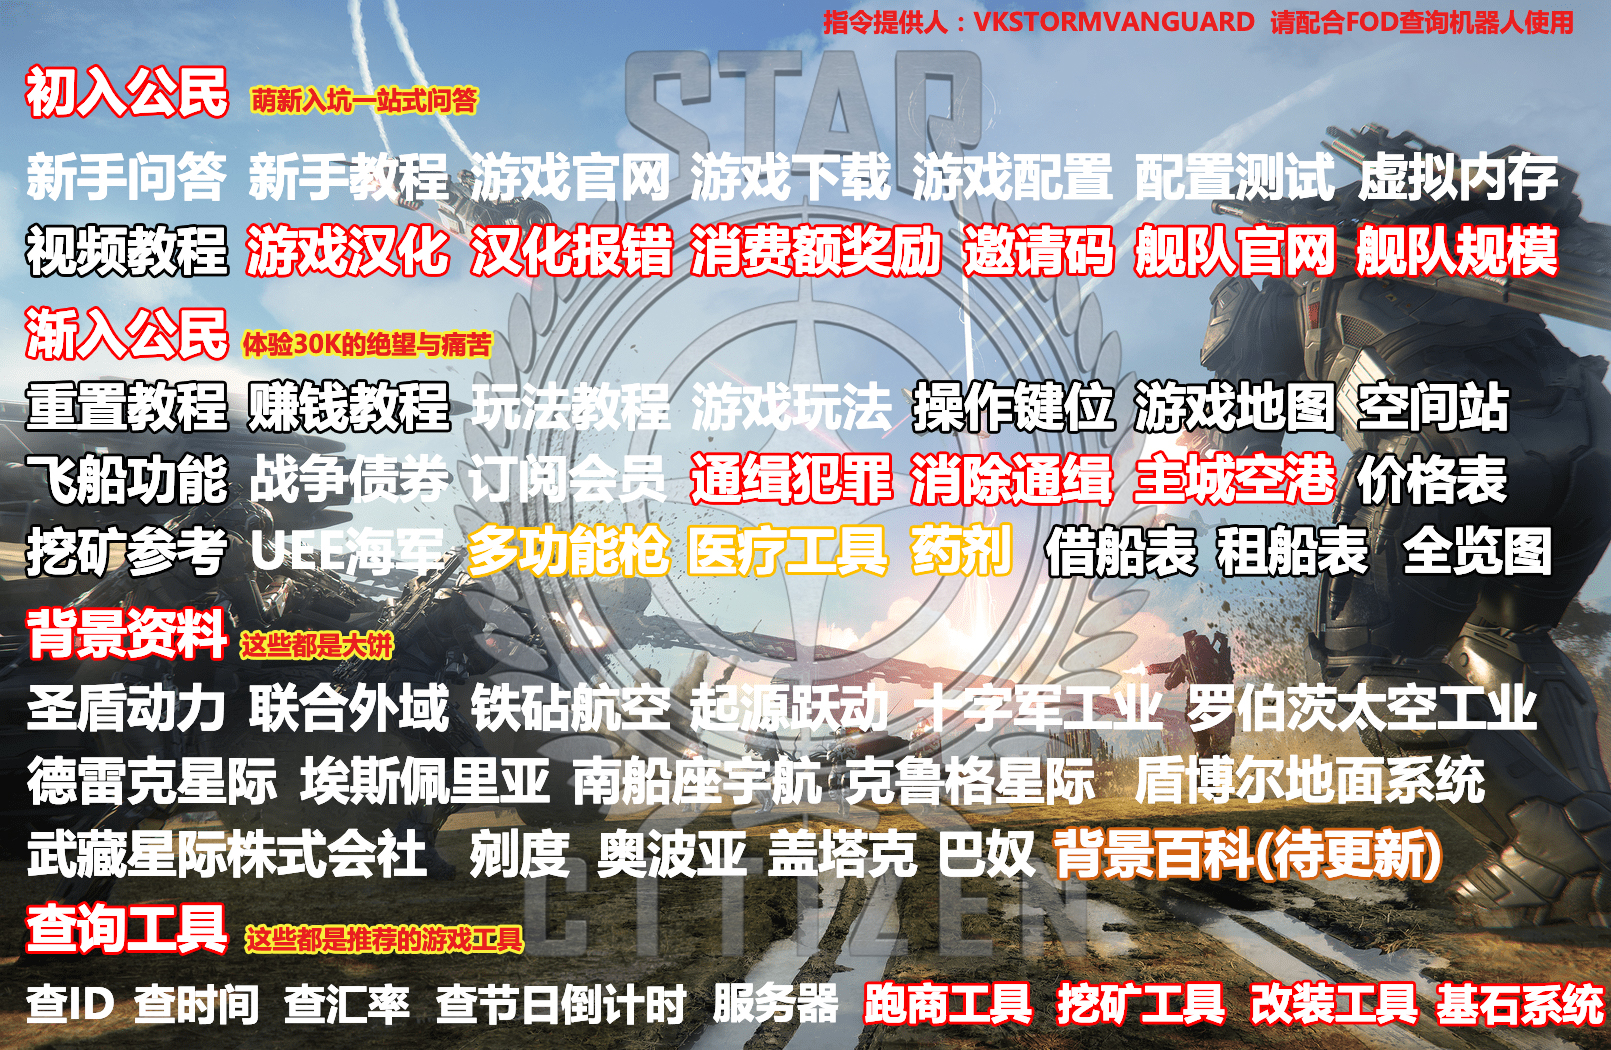 指令提供人：VKSTORMVANGUARD 请配合FOD查询机器人使用
STAR
初入公民 萌新入坑一站式问答
新手问答 新手教程 游戏官网 游戏下载 游戏配置 配置测试 虚拟内存
视频教程 游戏汉化 汉化报错 消费额奖励 邀请码 舰队官网 舰队规模
渐入公民 体验30K的绝望与痛苦
重置教程 赚钱教程 玩法教程 游戏玩法 操作键位 游戏地图 空间站
飞船功能 战争债券 订阅会员 通缉犯罪 消除通缉 主城空港 价格表
挖矿参考 UEE海军 多功能枪 医疗工具 药剂 借船表 租船表 全览图
背景资料 这些都是大饼
圣盾动力 联合外域 铁砧航空 起源跃动 十字军工业 罗伯茨太空工业
德雷克星际 埃斯佩里亚 南船座宇航 克鲁格星际 盾博尔地面系统
武藏星际株式会社 剜度 奥波亚 盖塔克 巴奴 背景百科(待更新)
CITIZEN
查询工具 这些都是推荐的游戏工具
查ID 查时间 查汇率 查节日倒计时 服务器 跑商工具 挖矿工具 改装工具 基石系统